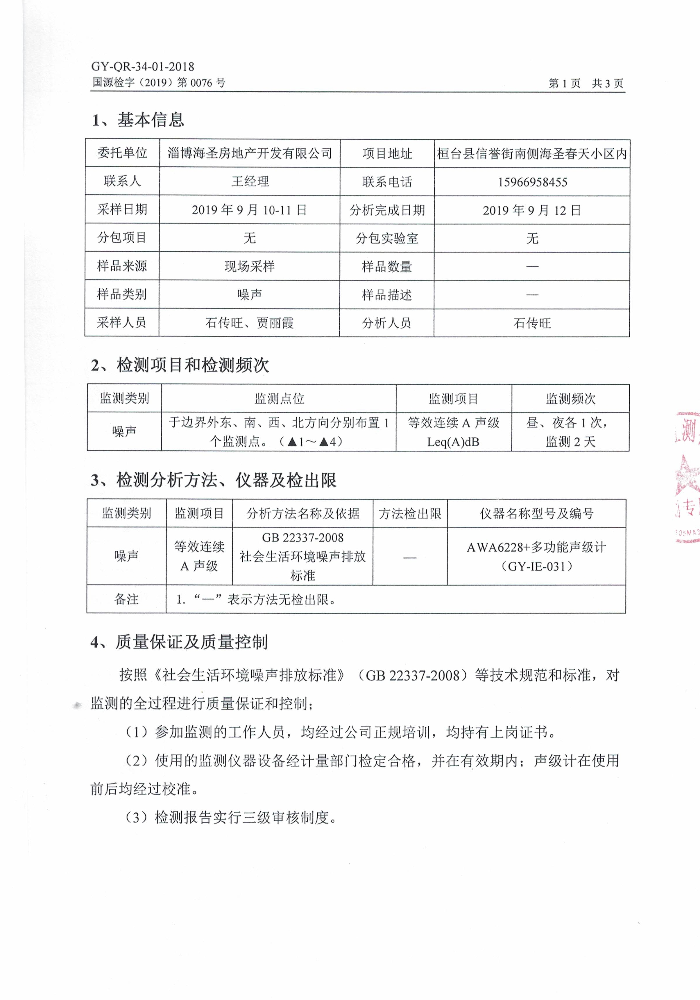 GY-QR-34-01-2018
国源检字（2019）第 0076 号
第 1 页 共 3 页
1、基本信息
委托单位 淄博海圣房地产开发有限公司 项目地址 桓台县信誉街南侧海圣春天小区内
联系人 王经理 联系电话 15966958455
采样日期 2019 年 9 月 10-11 日 分析完成日期 2019 年 9 月 12 日
分包项目 无 分包实验室 无
样品来源 现场采样 样品数量 —
样品类别 噪声 样品描述 —
采样人员 石传旺、贾丽霞 分析人员 石传旺
2、检测项目和检测频次
监测类别 监测点位 监测项目 监测频次
噪声
于边界外东、南、西、北方向分别布置 1
个监测点。（▲1～▲4）
等效连续 A 声级
Leq(A)dB
昼、夜各 1 次，
监测 2 天
3、检测分析方法、仪器及检出限
监测类别 监测项目 分析方法名称及依据 方法检出限 仪器名称型号及编号
噪声
等效连续
A 声级
GB 22337-2008
社会生活环境噪声排放
标准
—
AWA6228+多功能声级计
（GY-IE-031）
备注 1. “—”表示方法无检出限。
4、质量保证及质量控制
按照《社会生活环境噪声排放标准》（GB 22337-2008）等技术规范和标准，对
监测的全过程进行质量保证和控制；
（1）参加监测的工作人员，均经过公司正规培训，均持有上岗证书。
（2）使用的监测仪器设备经计量部门检定合格，并在有效期内；声级计在使用
前后均经过校准。
（3）检测报告实行三级审核制度。
测
专
05MA3